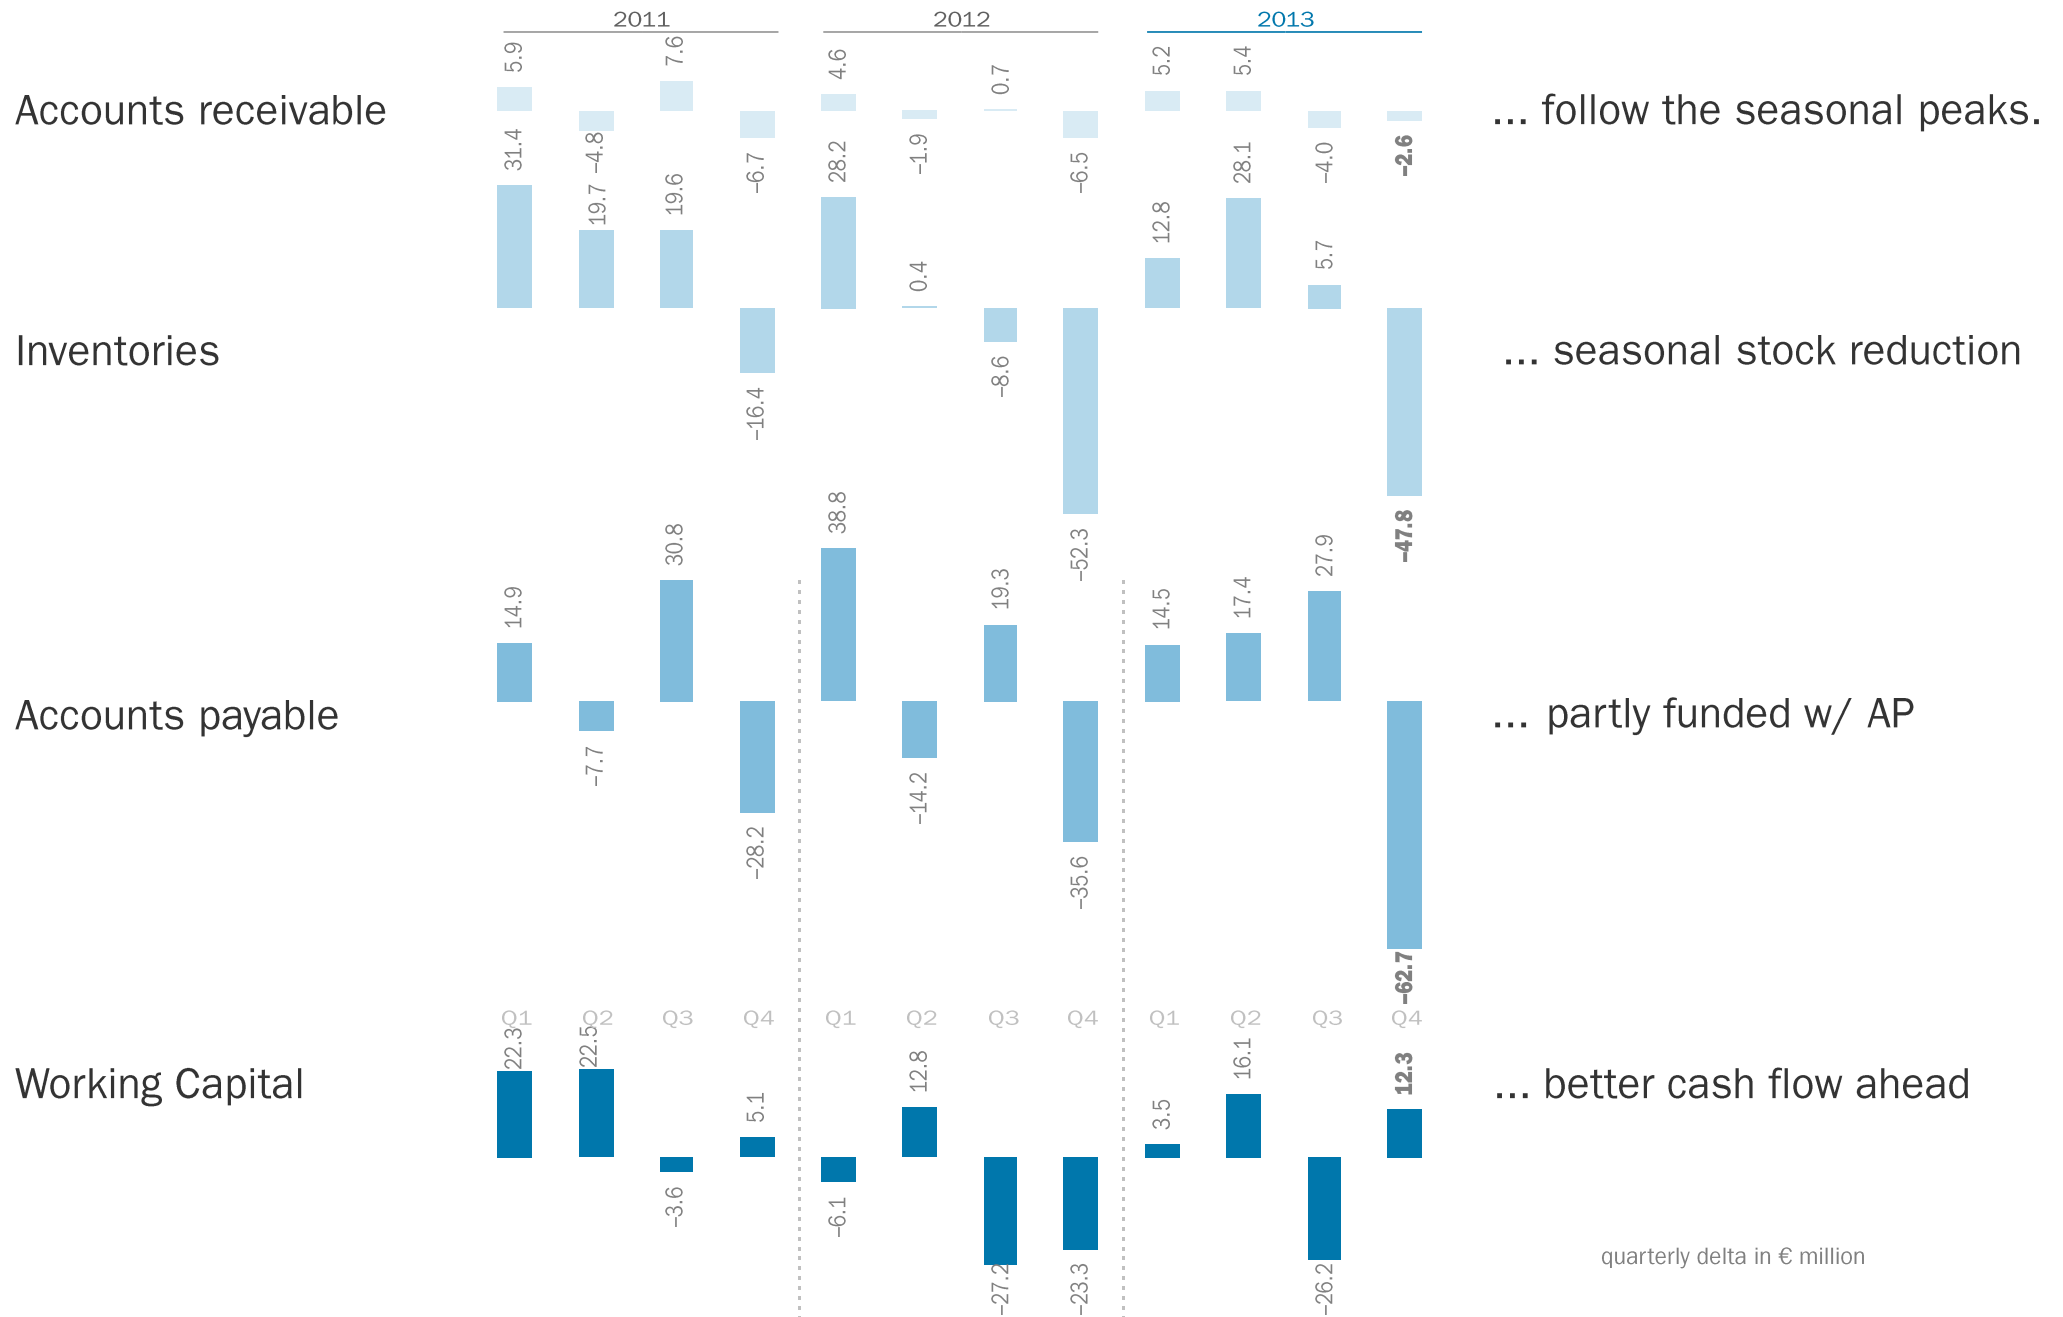 2011 2012 2013
5.9 7.6 4.6 0.7 5.2 5.4
Accounts receivable
... follow the seasonal peaks.
–4.8 –6.7 –1.9 –6.5 –4.0 –2.6
31.4 19.7 19.6 28.2 0.4 12.8 28.1 5.7
Inventories
... seasonal stock reduction
–16.4 –8.6 –52.3 –47.8
14.9 30.8 38.8 19.3 14.5 17.4 27.9
Accounts payable
... partly funded w/ AP
–7.7 –28.2 –14.2 –35.6 –62.7
Q1 Q2 Q3 Q4 Q1 Q2 Q3 Q4 Q1 Q2 Q3 Q4
22.3 22.5 5.1 12.8 3.5 16.1 12.3
Working Capital
... better cash flow ahead
–3.6 –6.1 –27.2 –23.3 –26.2
quarterly delta in € million